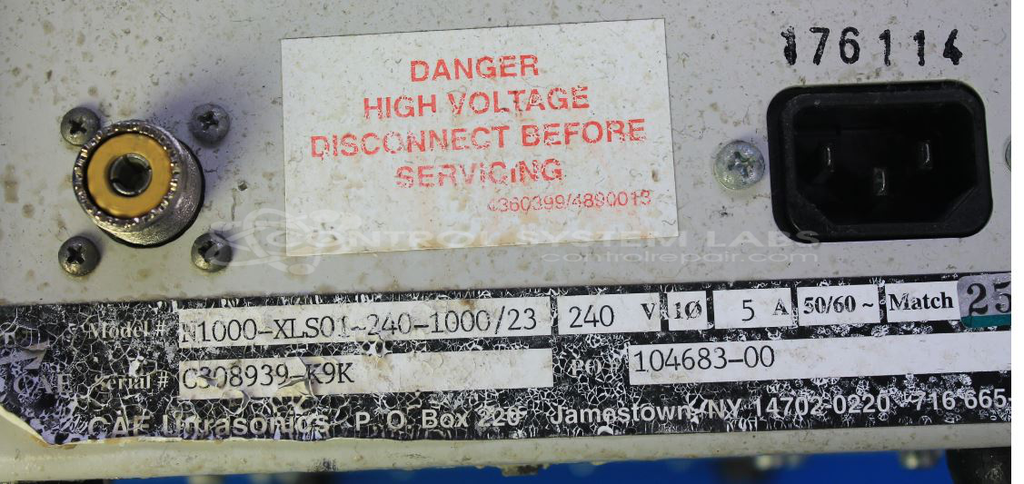 176114
DANGER
HIGH VOLTAGE
DISCONNECT BEFORE
SERVICING
4360399/4890013
CONTROL SYSTEM LABS
controlrepair.com
Model # N1000-XLS01~240-1000/23 240 V 1Ø 5 A 50/60 ~ Match 25
CAE Serial # C308939-K9K PO # 104683-00
CAE Ultrasonics P. O. Box 220 Jamestown, NY 14702-0220 716 665-